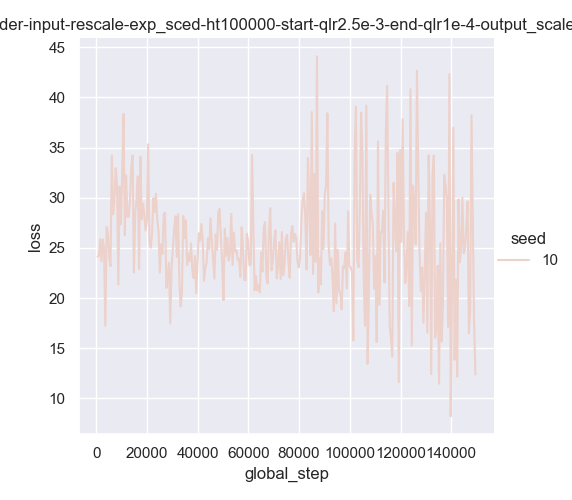 der-input-rescale-exp_sced-ht100000-start-qlr2.5e-3-end-qlr1e-4-output_scale
45
40
35
30
25
20
15
10
loss
0 20000 40000 60000 80000 100000 120000 140000
global_step
seed
10